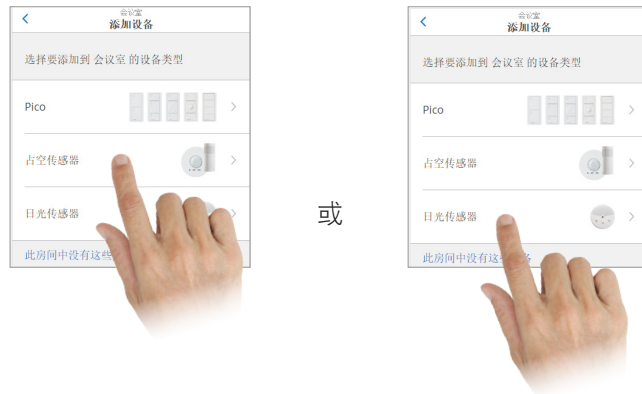 会议室
添加设备
选择要添加到 会议室 的设备类型
Pico
占空传感器
日光传感器
此房间中没有这些
或
会议室
添加设备
选择要添加到 会议室 的设备类型
Pico
占空传感器
日光传感器
此房间中没有这
备